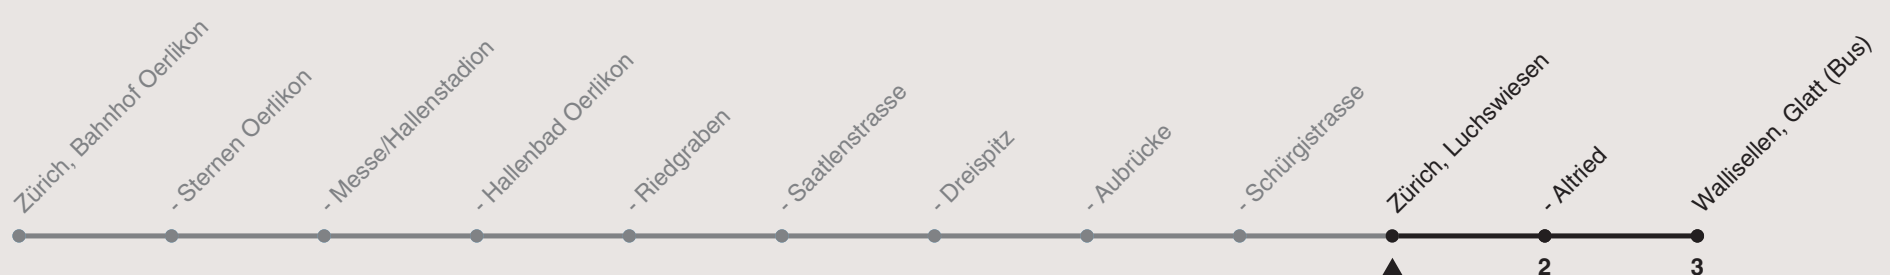 Zürich, Bahnhof Oerlikon
- Sternen Oerlikon
- Messe/Hallenstadion
- Hallenbad Oerlikon
- Riedgraben
- Saatlenstrasse
- Dreispitz
- Aubrücke
- Schürgistrasse
Zürich, Luchswiesen
- Altried
Wallisellen, Glatt (Bus)
2
3